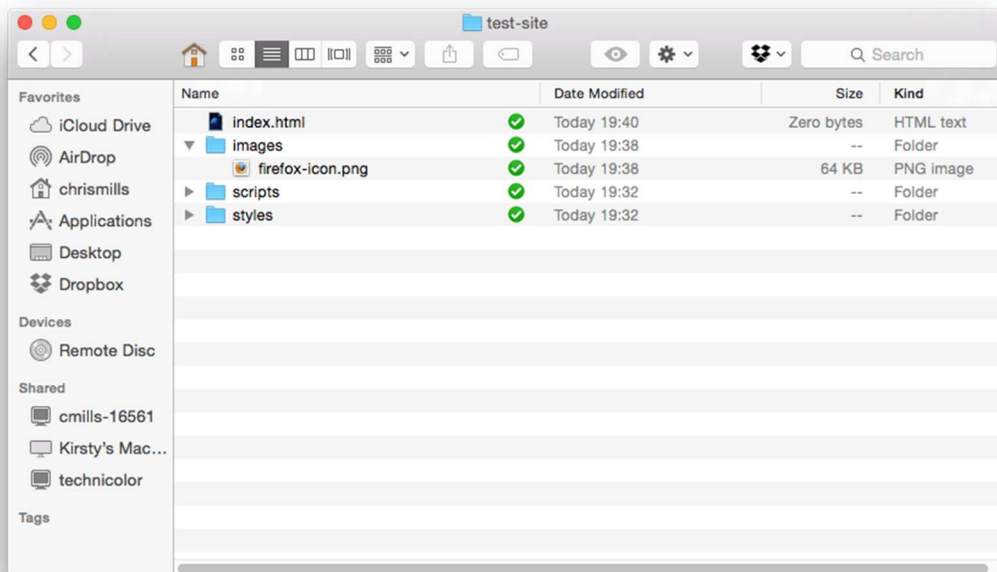 test-site
Search
Favorites
iCloud Drive
AirDrop
chrismills
Applications
Desktop
Dropbox
Devices
Remote Disc
Shared
cmills-16561
Kirsty's Mac...
technicolor
Tags
Name Date Modified Size Kind
index.html Today 19:40 Zero bytes HTML text
images Today 19:38 -- Folder
firefox-icon.png Today 19:38 64 KB PNG image
scripts Today 19:32 -- Folder
styles Today 19:32 -- Folder